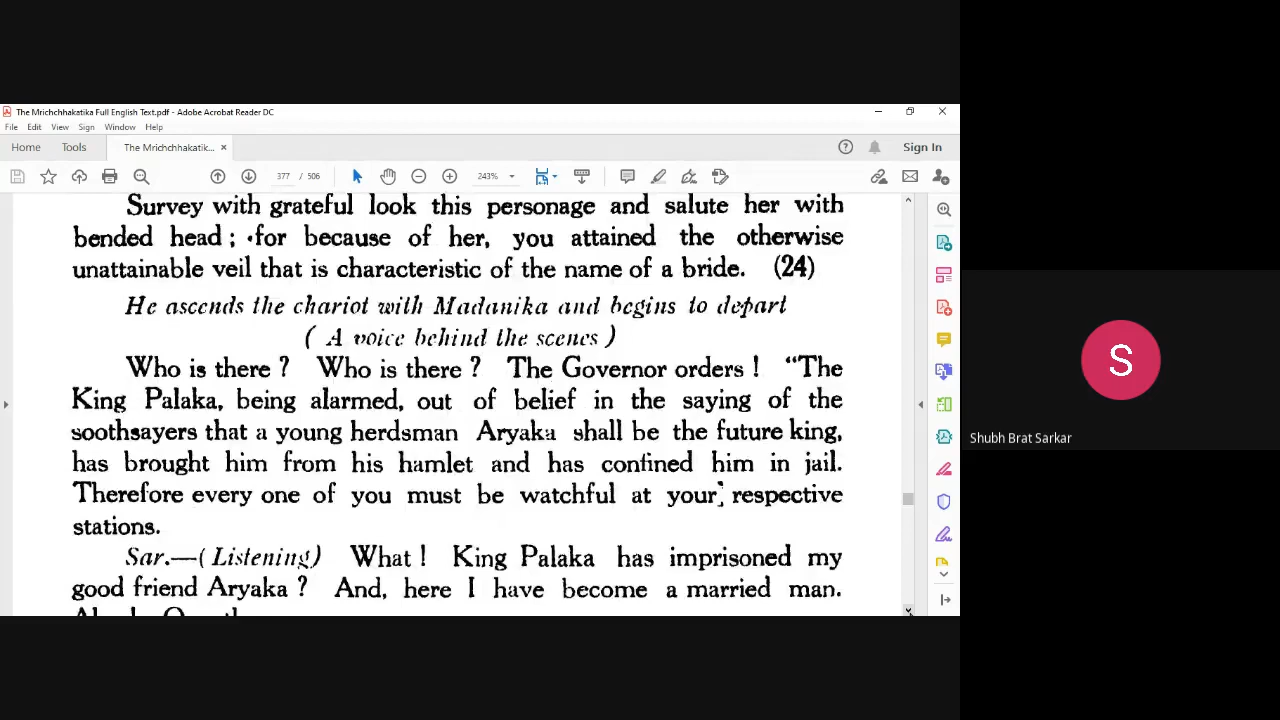 The Mrichchhakatika Full English Text.pdf - Adobe Acrobat Reader DC
File Edit View Sign Window Help
Home Tools The Mrichchhakatik... × Sign In
377 / 506 243%
Survey with grateful look this personage and salute her with
bended head ; for because of her, you attained the otherwise
unattainable veil that is characteristic of the name of a bride. (24)
He ascends the chariot with Madanika and begins to depart
( A voice behind the scenes )
Who is there ? Who is there ? The Governor orders ! “The
King Palaka, being alarmed, out of belief in the saying of the
soothsayers that a young herdsman Aryaka shall be the future king,
has brought him from his hamlet and has confined him in jail.
Therefore every one of you must be watchful at your respective
stations.
Sar.—( Listening) What ! King Palaka has imprisoned my
good friend Aryaka ? And, here I have become a married man.
S
Shubh Brat Sarkar